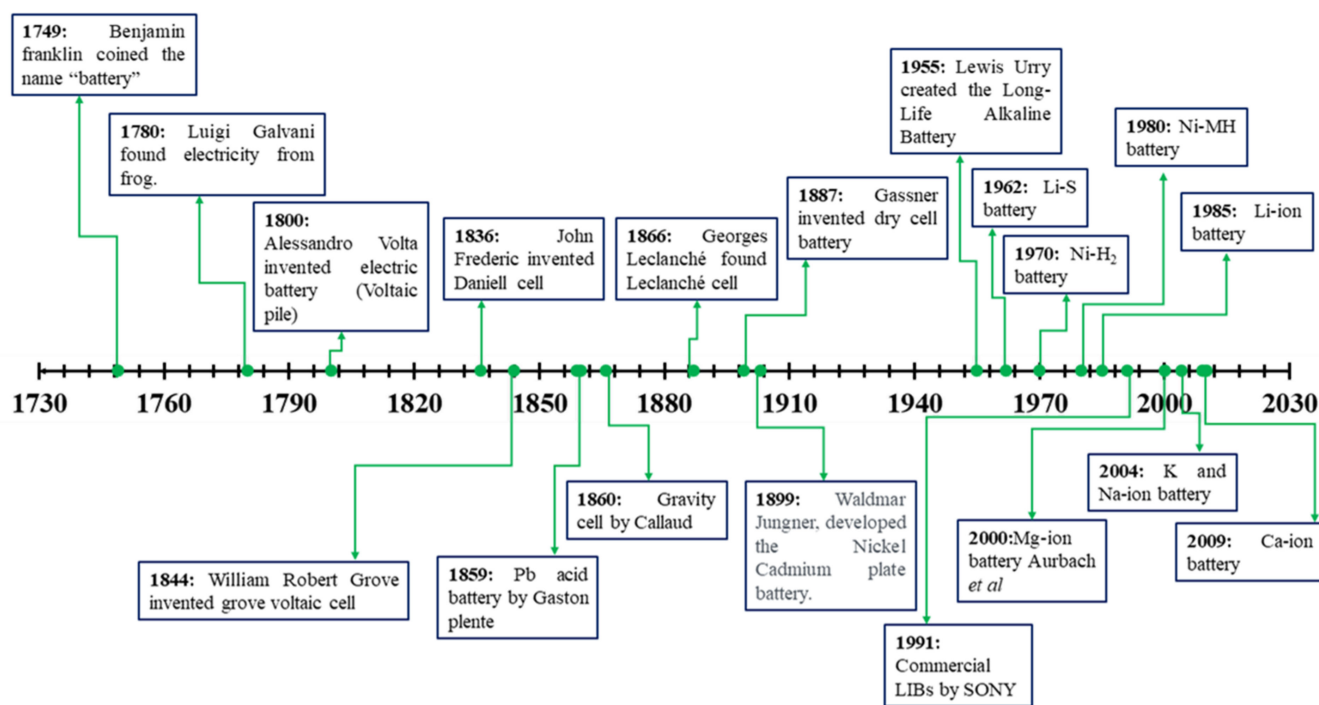 1749: Benjamin
franklin coined the
name “battery”
1780: Luigi Galvani
found electricity from
frog.
1800:
Alessandro Volta
invented electric
battery (Voltaic
pile)
1836: John
Frederic invented
Daniell cell
1866: Georges
Leclanché found
Leclanché cell
1887: Gassner
invented dry cell
battery
1955: Lewis Urry
created the Long-
Life Alkaline
Battery
1962: Li-S
battery
1970: Ni-H₂
battery
1980: Ni-MH
battery
1985: Li-ion
battery
1730 1760 1790 1820 1850 1880 1910 1940 1970 2000 2030
1844: William Robert Grove
invented grove voltaic cell
1859: Pb acid
battery by Gaston
plente
1860: Gravity
cell by Callaud
1899: Waldmar
Jungner, developed
the Nickel
Cadmium plate
battery.
1991:
Commercial
LIBs by SONY
2000:Mg-ion
battery Aurbach
et al
2004: K and
Na-ion battery
2009: Ca-ion
battery